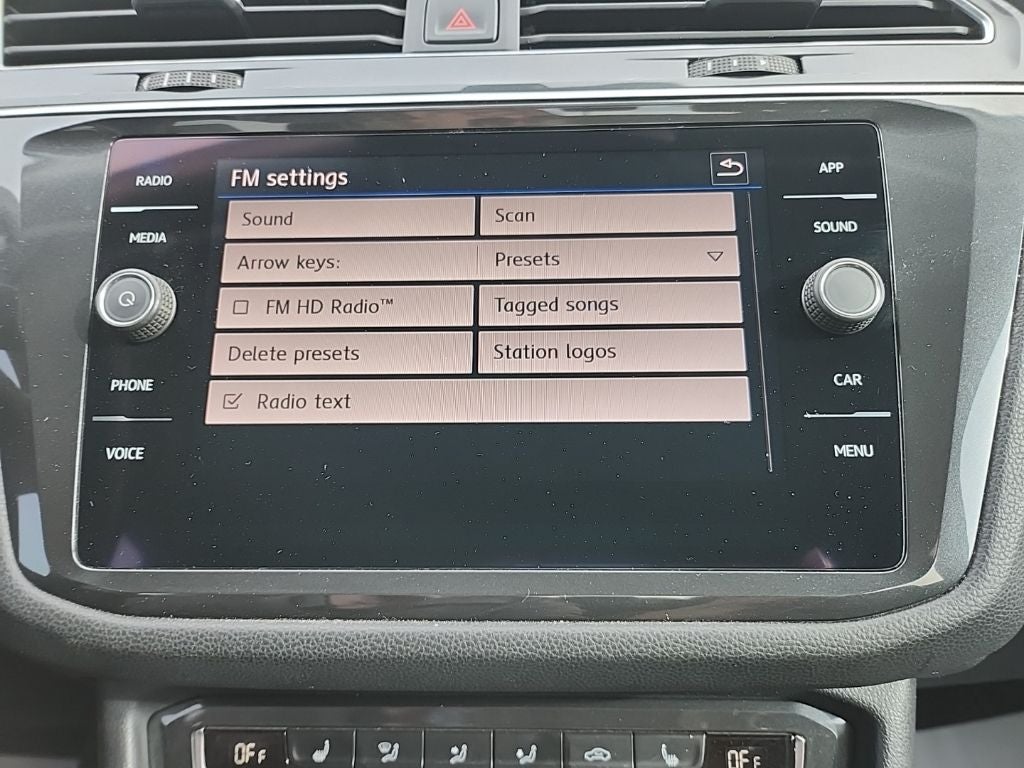 RADIO
MEDIA
PHONE
VOICE
FM settings
Sound
Scan
Arrow keys:
Presets
FM HD Radio™
Tagged songs
Delete presets
Station logos
Radio text
APP
SOUND
CAR
MENU
OFF
OFF